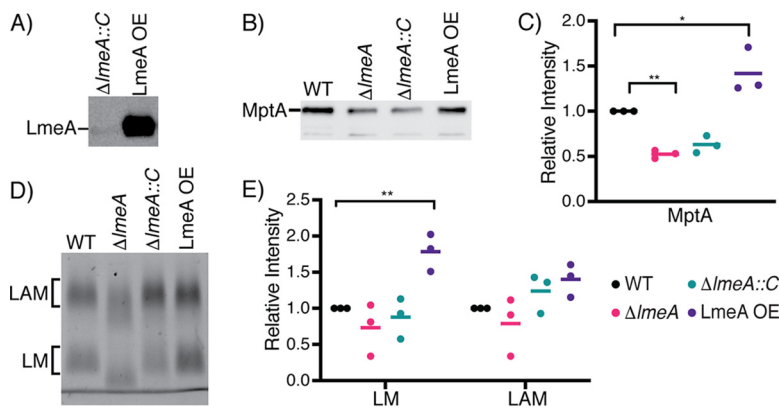 A)
ΔlmeA::C
LmeA OE
LmeA
B)
WT
ΔlmeA
ΔlmeA::C
LmeA OE
MptA
C)
Relative Intensity
2.0
1.5
1.0
0.5
0.0
*
**
MptA
D)
WT
ΔlmeA
ΔlmeA::C
LmeA OE
LAM
LM
E)
Relative Intensity
2.5
2.0
1.5
1.0
0.5
0.0
**
LM LAM
WT ΔlmeA::C
ΔlmeA LmeA OE